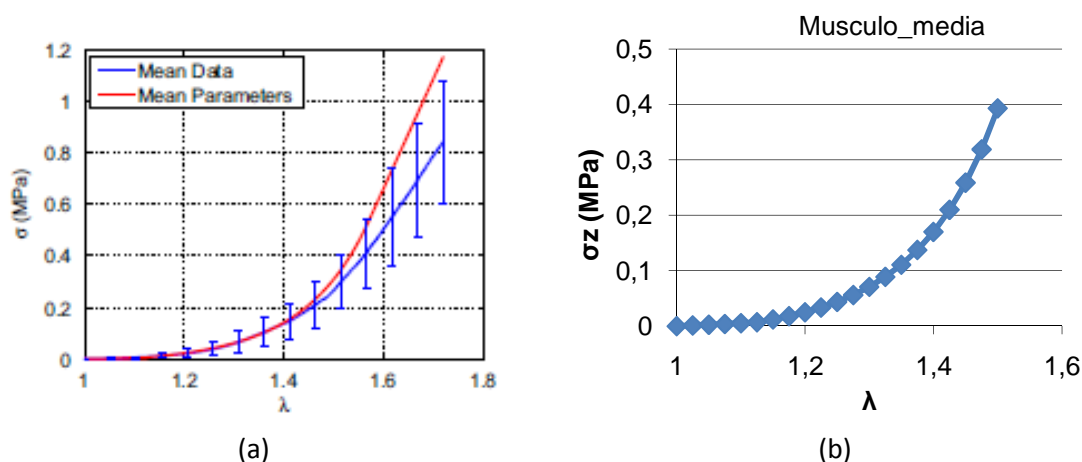 1.2
1
0.8
0.6
0.4
0.2
0
σ (MPa)
Mean Data
Mean Parameters
1
1.2
1.4
1.6
1.8
λ
(a)
Musculo_media
0,5
0,4
0,3
0,2
0,1
0
σz (MPa)
1
1,2
1,4
1,6
λ
(b)